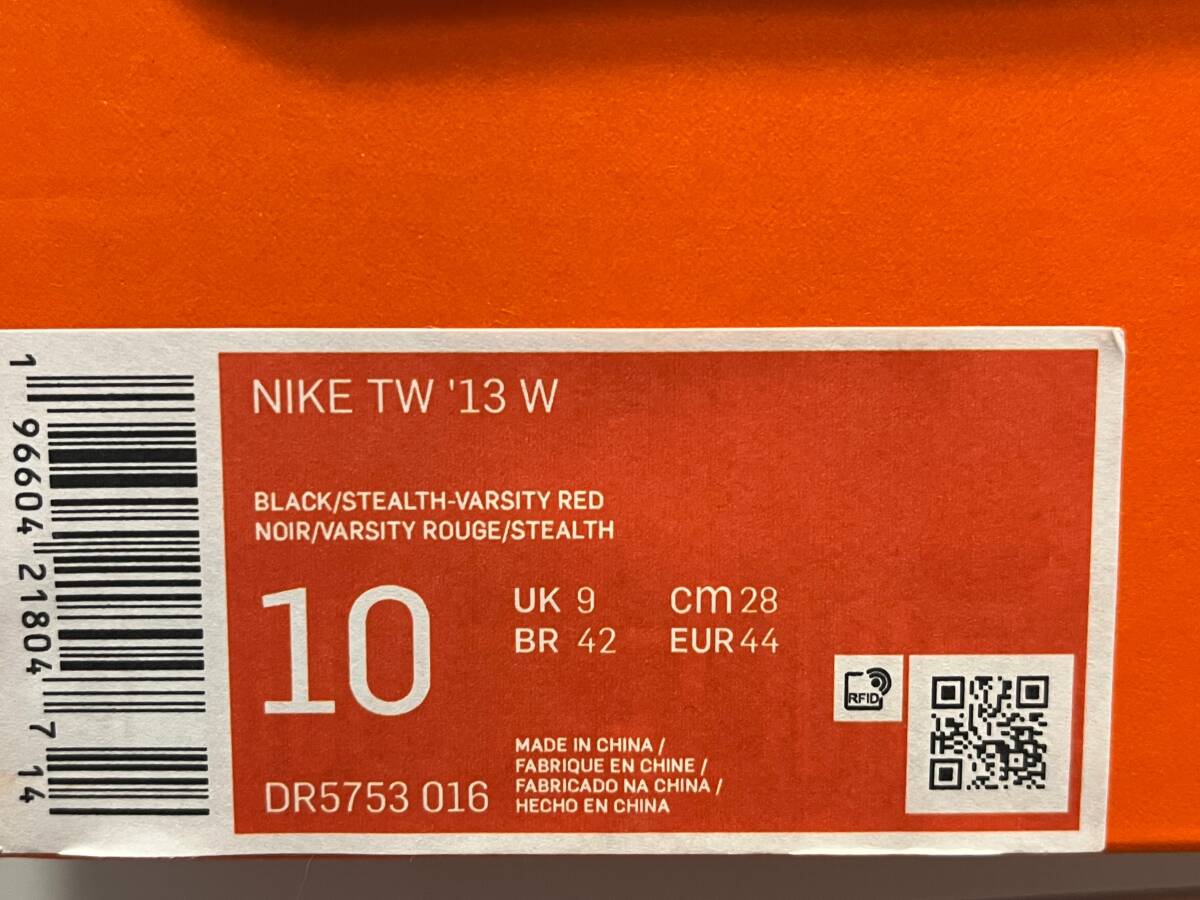 NIKE TW '13 W
BLACK/STEALTH-VARSITY RED
NOIR/VARSITY ROUGE/STEALTH
10
UK 9 cm 28
BR 42 EUR 44
RFID
DR5753 016
MADE IN CHINA /
FABRIQUE EN CHINE /
FABRICADO NA CHINA /
HECHO EN CHINA
1 96604 21804 7 14